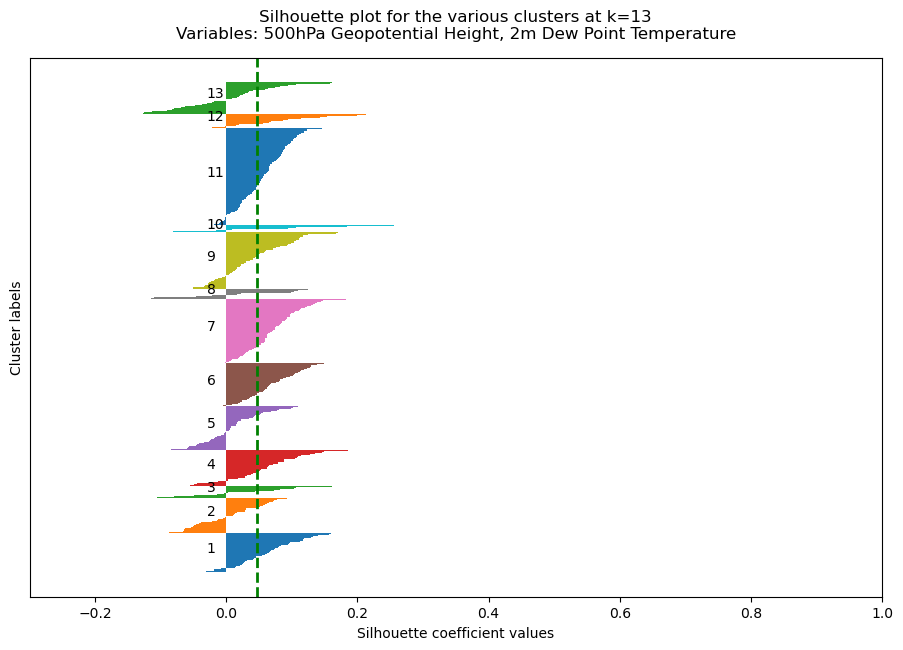 Silhouette plot for the various clusters at k=13
Variables: 500hPa Geopotential Height, 2m Dew Point Temperature
Cluster labels
13
12
11
10
9
8
7
6
5
4
3
2
1
−0.2 0.0 0.2 0.4 0.6 0.8 1.0
Silhouette coefficient values